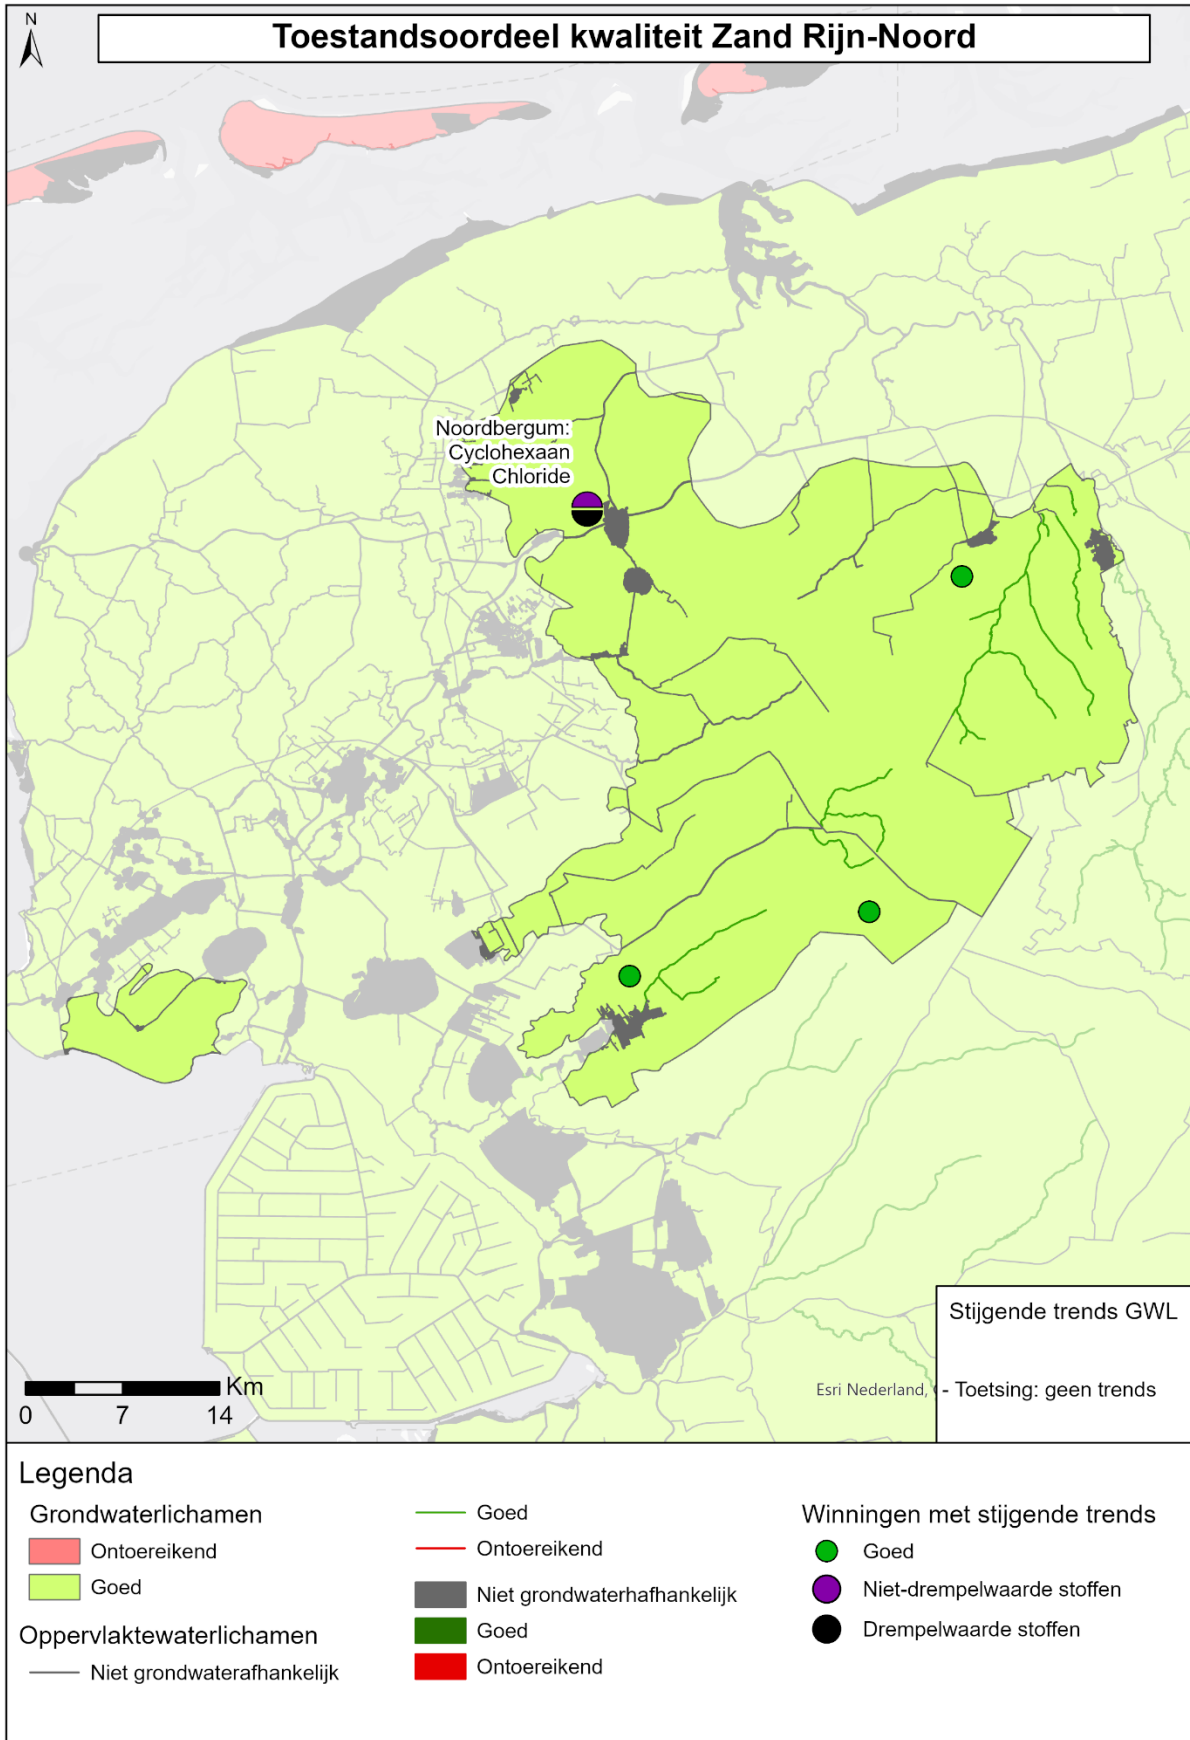 Toestandsoordeel kwaliteit Zand Rijn-Noord
N
Noordbergum:
Cyclohexaan
Chloride
Stijgende trends GWL
- Toetsing: geen trends
Esri Nederland,
Km
0 7 14
Legenda
Grondwaterlichamen
Ontoereikend
Goed
Oppervlaktewaterlichamen
Niet grondwaterafhankelijk
Goed
Ontoereikend
Niet grondwaterhafhankelijk
Goed
Ontoereikend
Winningen met stijgende trends
Goed
Niet-drempelwaarde stoffen
Drempelwaarde stoffen